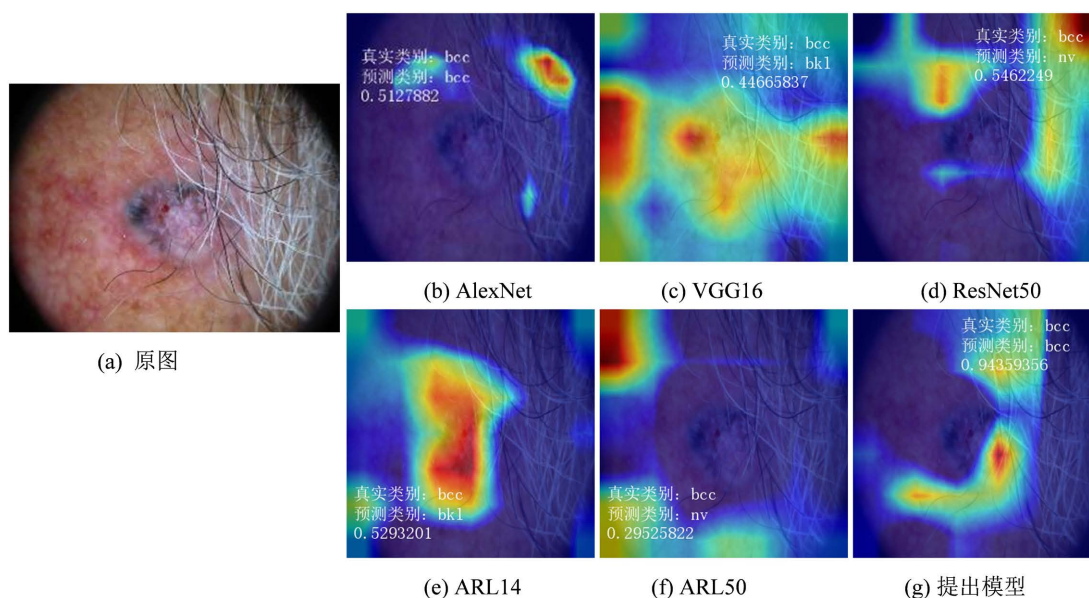 真实类别: bcc
预测类别: bcc
0.5127882
真实类别: bcc
预测类别: bkl
0.44665837
真实类别: bcc
预测类别: nv
0.5462249
(a) 原图
(b) AlexNet
(c) VGG16
(d) ResNet50
真实类别: bcc
预测类别: bkl
0.5293201
真实类别: bcc
预测类别: nv
0.29525822
真实类别: bcc
预测类别: bcc
0.94359356
(e) ARL14
(f) ARL50
(g) 提出模型